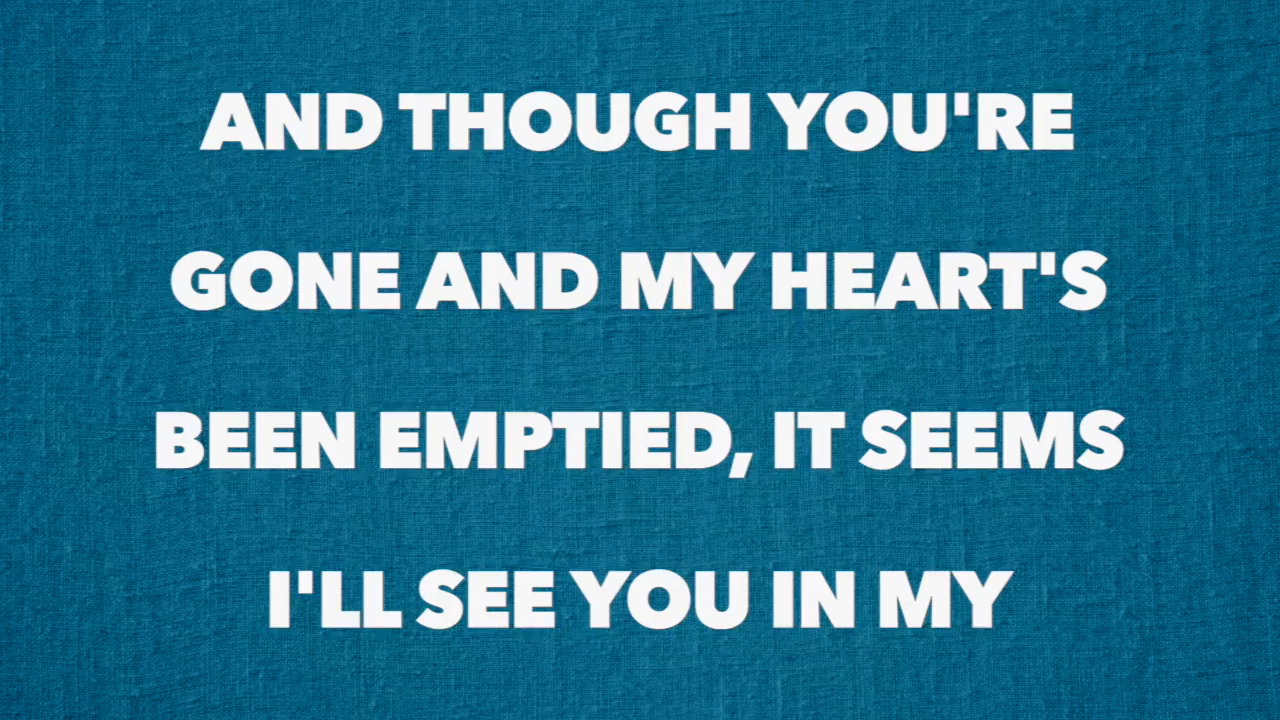 AND THOUGH YOU'RE
GONE AND MY HEART'S
BEEN EMPTIED, IT SEEMS
I'LL SEE YOU IN MY